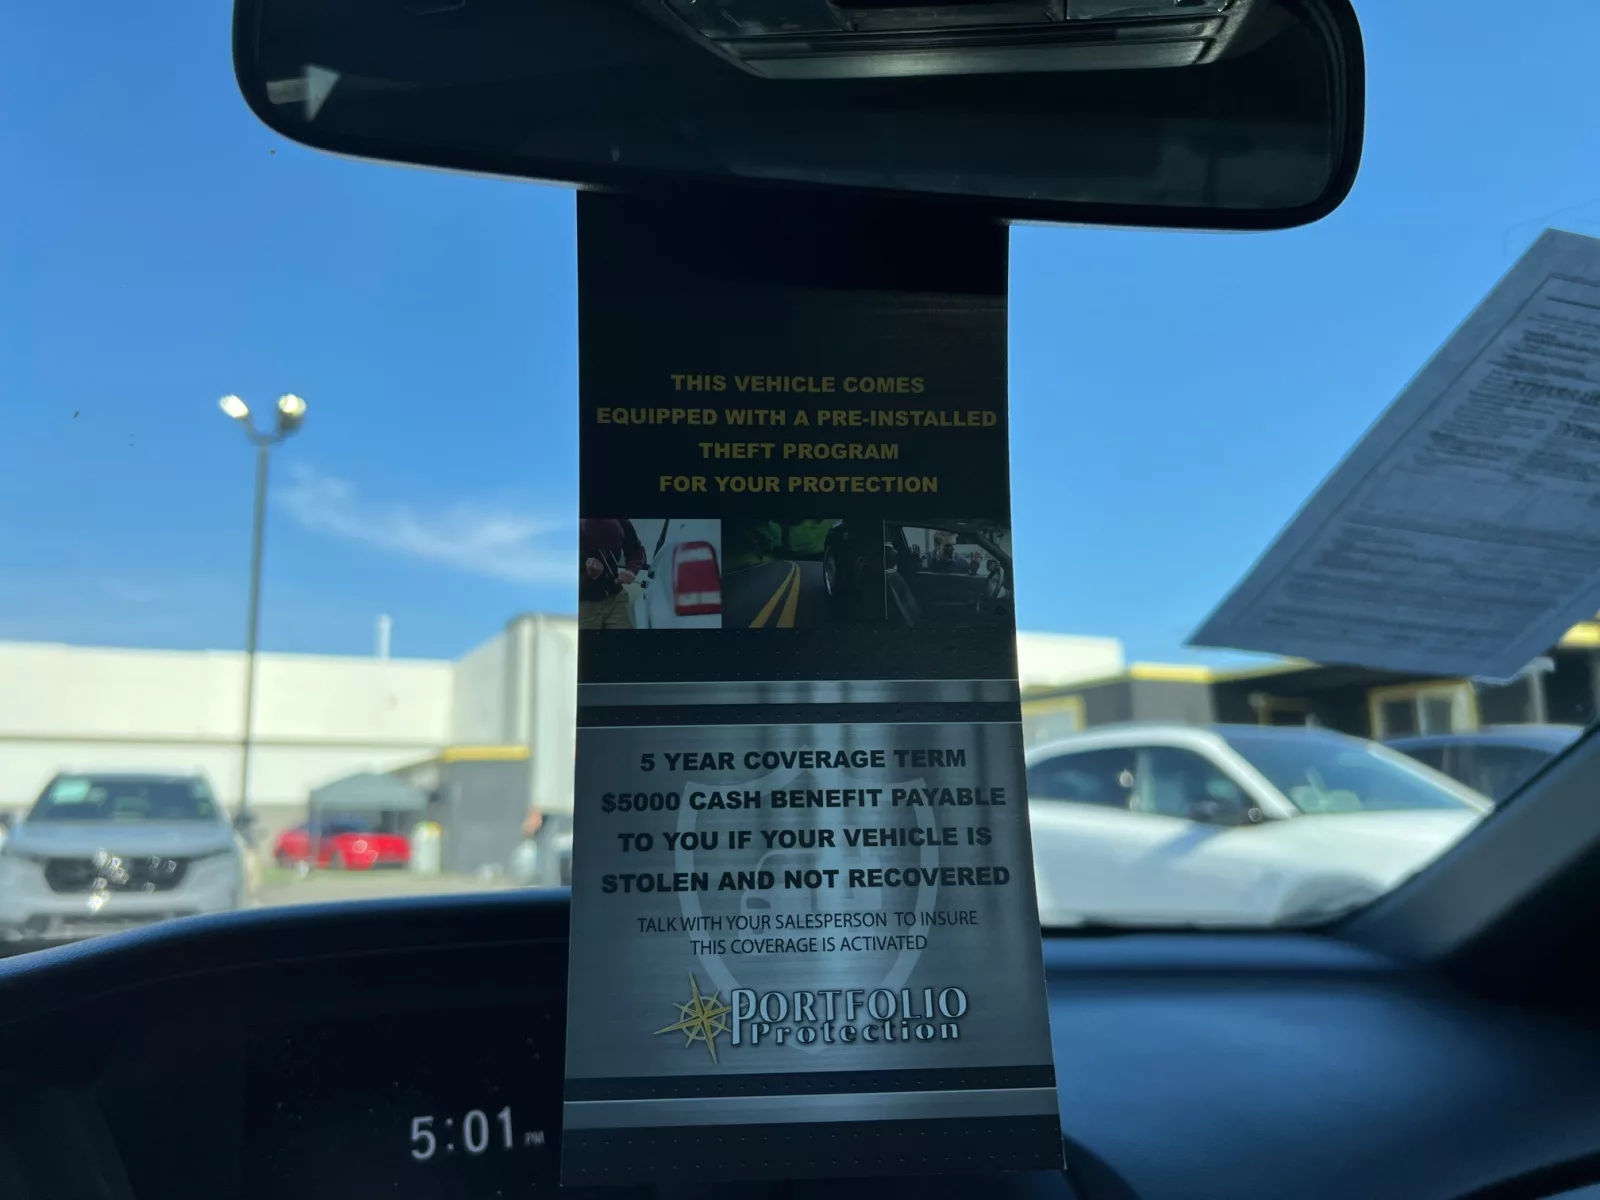 THIS VEHICLE COMES
EQUIPPED WITH A PRE-INSTALLED
THEFT PROGRAM
FOR YOUR PROTECTION
5 YEAR COVERAGE TERM
$5000 CASH BENEFIT PAYABLE
TO YOU IF YOUR VEHICLE IS
STOLEN AND NOT RECOVERED
TALK WITH YOUR SALESPERSON TO INSURE
THIS COVERAGE IS ACTIVATED
PORTFOLIO
Protection
5:01 PM